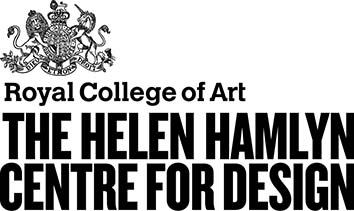 Royal College of Art
THE HELEN HAMLYN
CENTRE FOR DESIGN